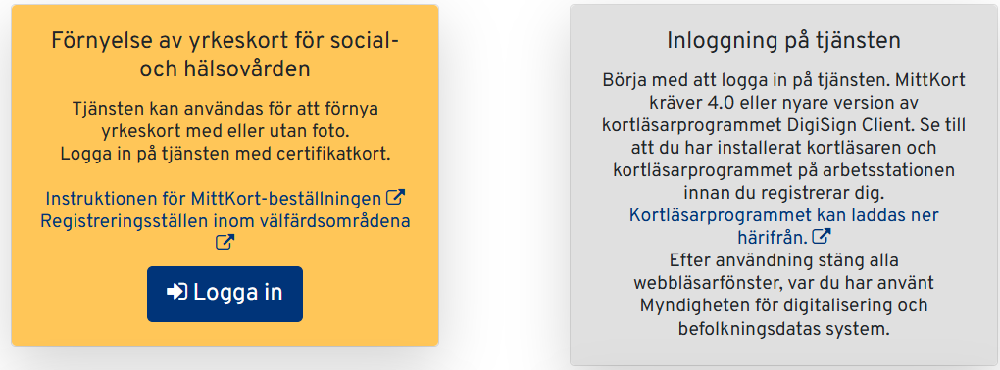 Förnyelse av yrkeskort för social-
och hälsovården
Tjänsten kan användas för att förnya
yrkeskort med eller utan foto.
Logga in på tjänsten med certifikatkort.
Instruktionen för MittKort-beställningen
Registreringsställen inom välfärdsområdena
Logga in
Inloggning på tjänsten
Börja med att logga in på tjänsten. MittKort
kräver 4.0 eller nyare version av
kortläsarprogrammet DigiSign Client. Se till
att du har installerat kortläsaren och
kortläsarprogrammet på arbetsstationen
innan du registrerar dig.
Kortläsarprogrammet kan laddas ner
härifrån.
Efter användning stäng alla
webbläsarfönster, var du har använt
Myndigheten för digitalisering och
befolkningsdatas system.